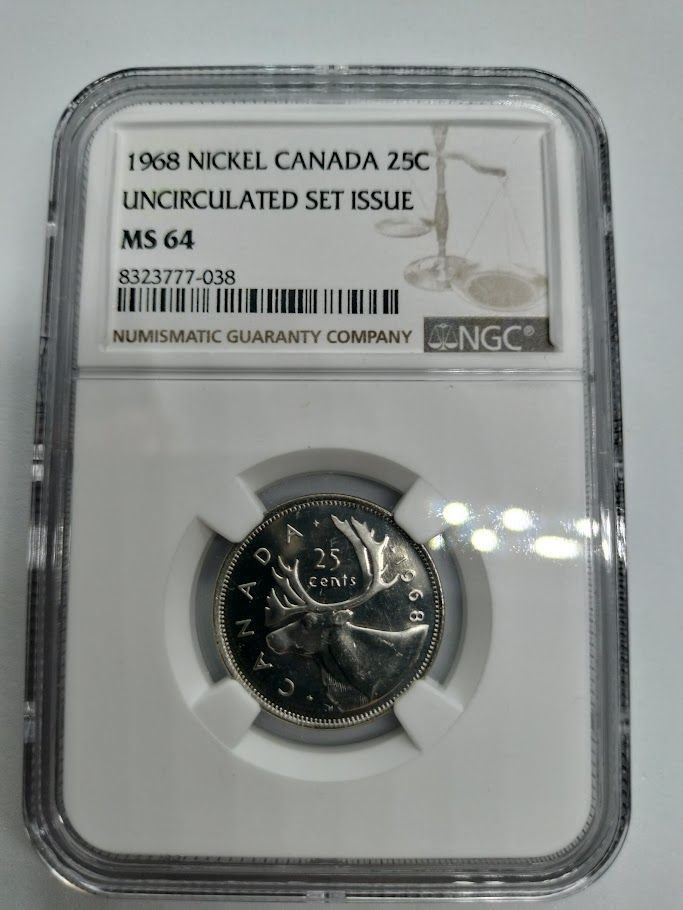 1968 NICKEL CANADA 25C
UNCIRCULATED SET ISSUE
MS 64
8323777-038
NUMISMATIC GUARANTY COMPANY
NGC®
CANADA
25
cents
1968